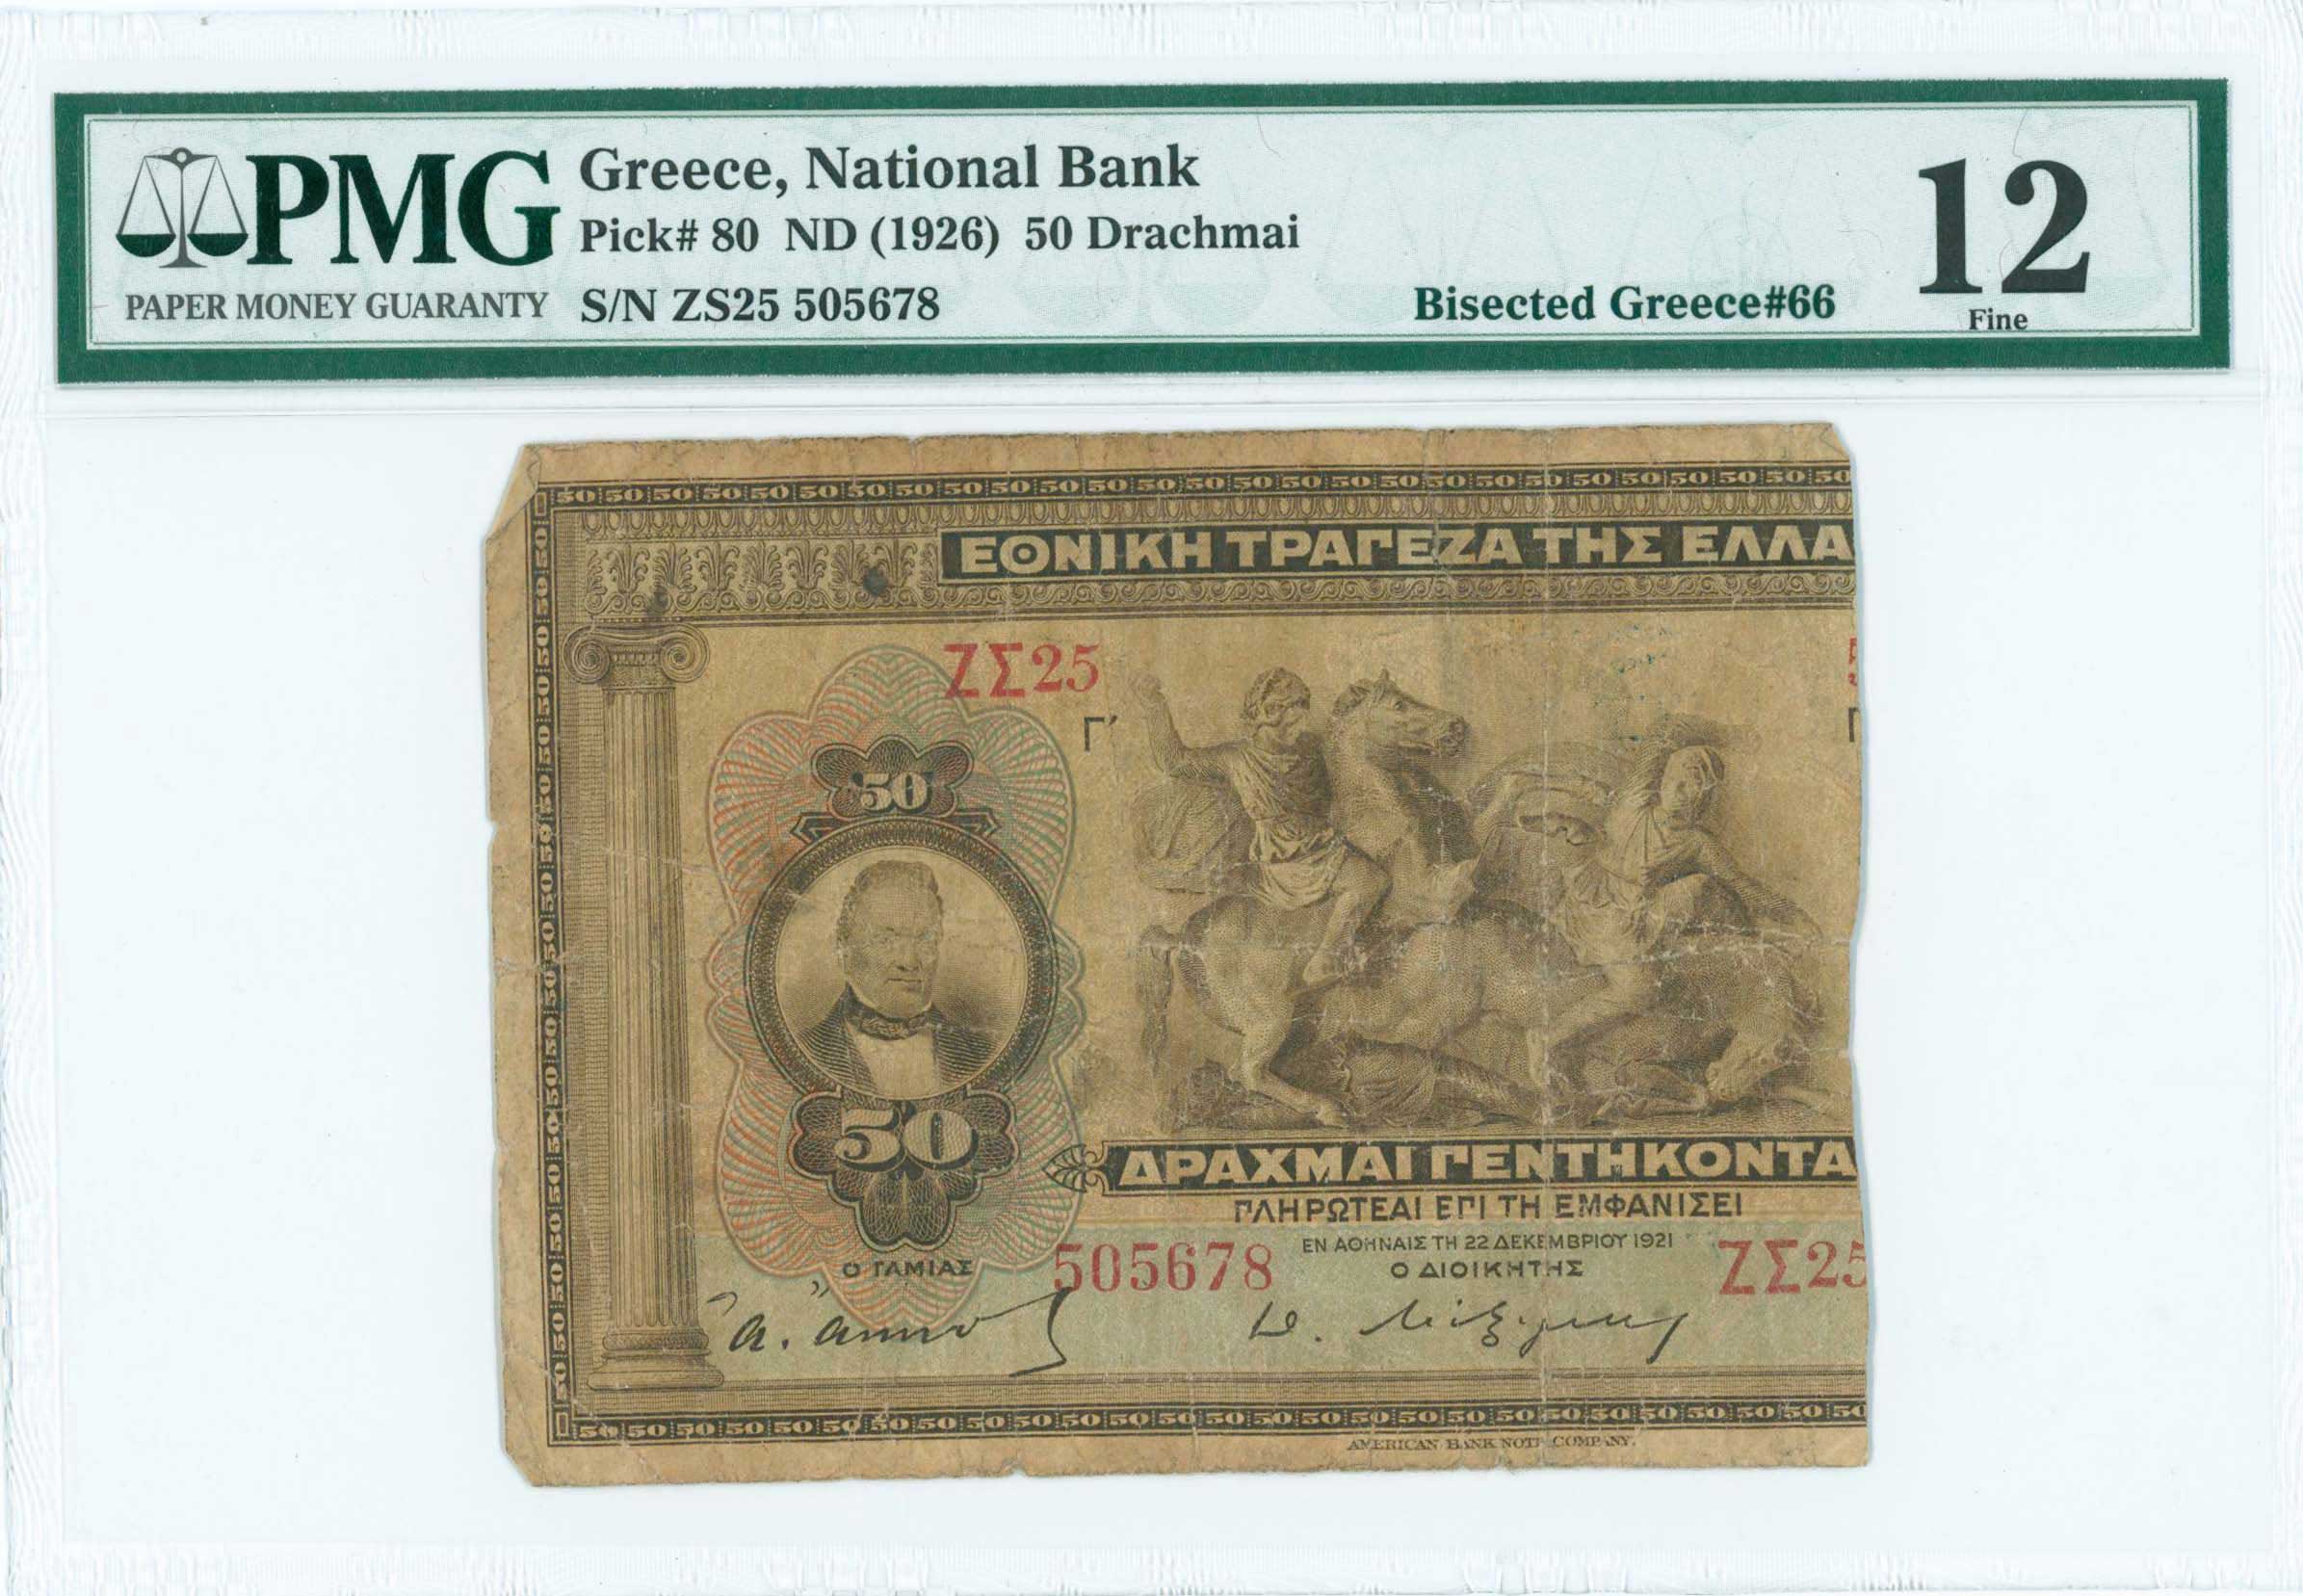 PMG
PAPER MONEY GUARANTY
Greece, National Bank
Pick# 80 ND (1926) 50 Drachmai
S/N ZS25 505678
Bisected Greece#66
12
Fine
ΕΘΝΙΚΗ ΤΡΑΠΕΖΑ ΤΗΣ ΕΛΛΑ
ΖΣ25
Γ'
50
50
ΔΡΑΧΜΑΙ ΠΕΝΤΗΚΟΝΤΑ
ΠΛΗΡΩΤΕΑΙ ΕΠΙ ΤΗ ΕΜΦΑΝΙΣΕΙ
ΕΝ ΑΘΗΝΑΙΣ ΤΗ 22 ΔΕΚΕΜΒΡΙΟΥ 1921
Ο ΤΑΜΙΑΣ
505678
Ο ΔΙΟΙΚΗΤΗΣ
ΖΣ25
AMERICAN BANK NOTE COMPANY.